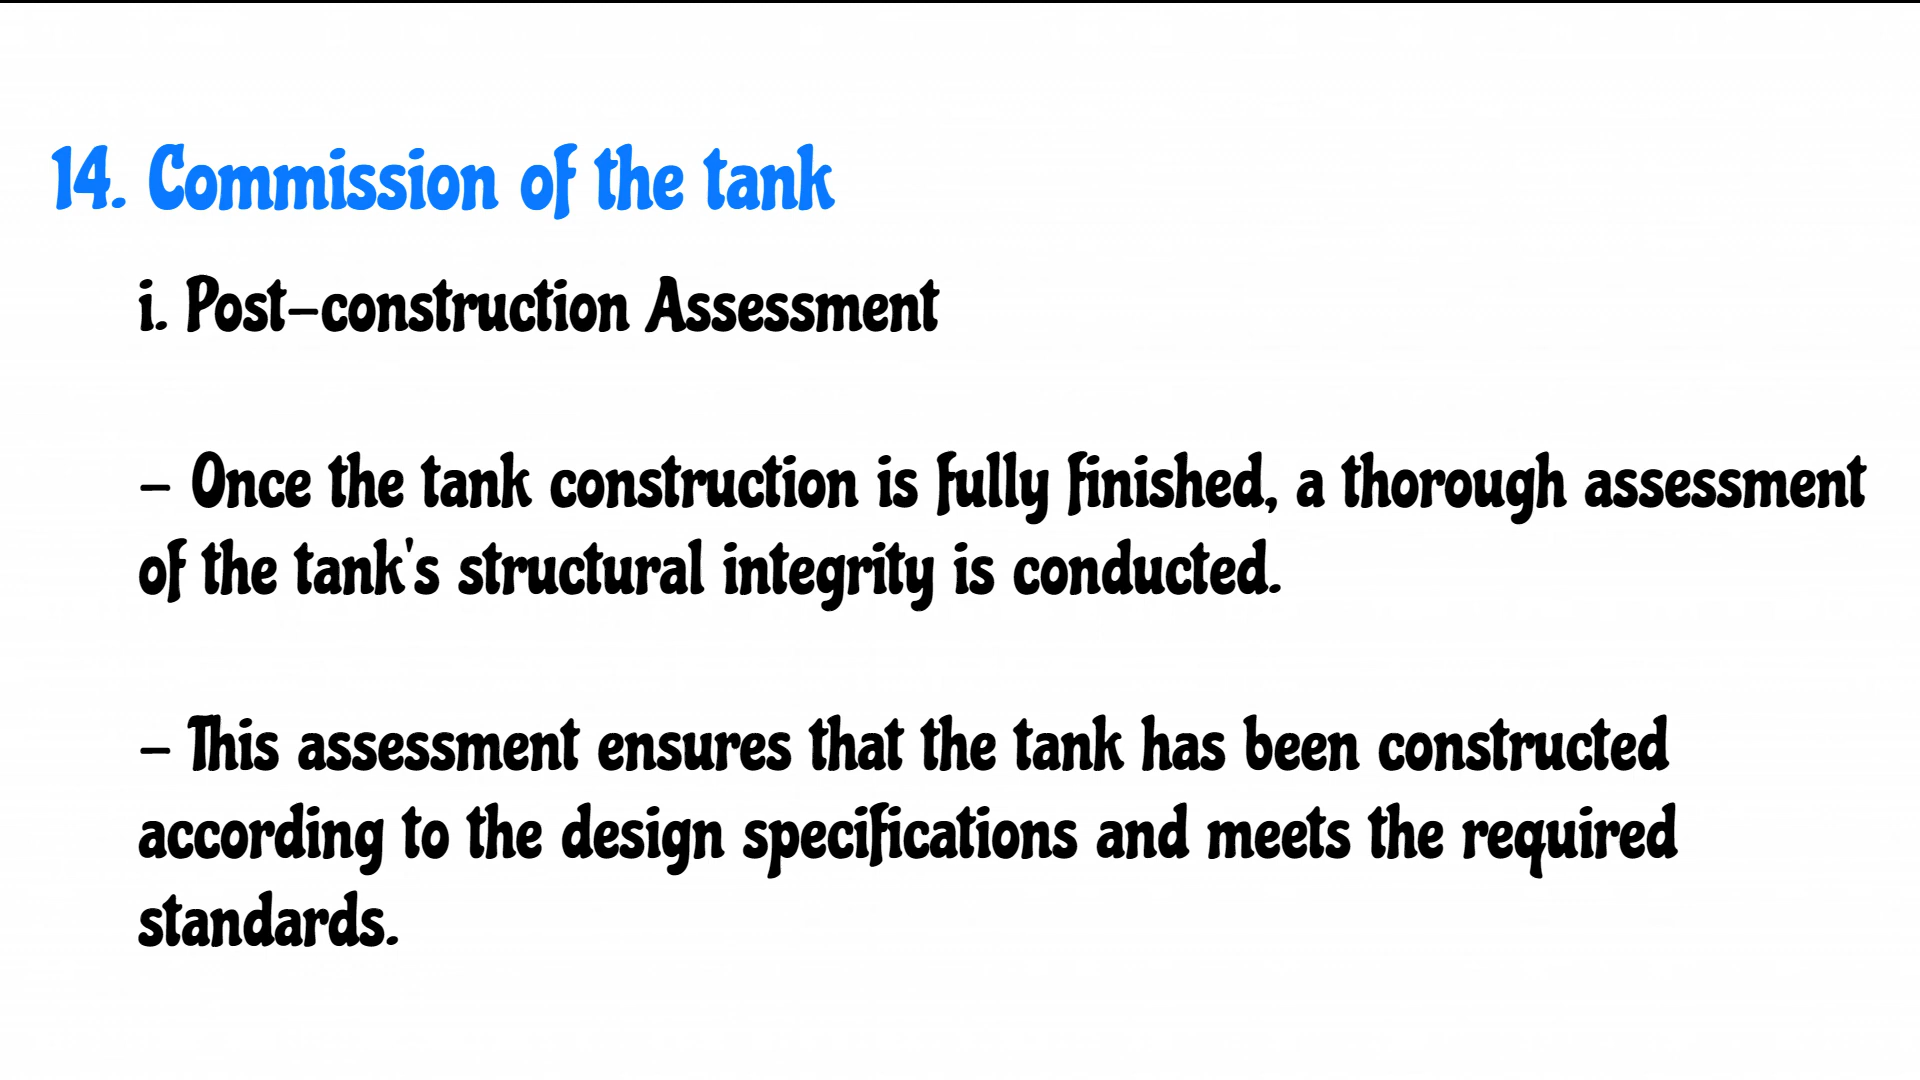 14. Commission of the tank
i. Post-construction Assessment
- Once the tank construction is fully finished, a thorough assessment
of the tank's structural integrity is conducted.
- This assessment ensures that the tank has been constructed
according to the design specifications and meets the required
standards.